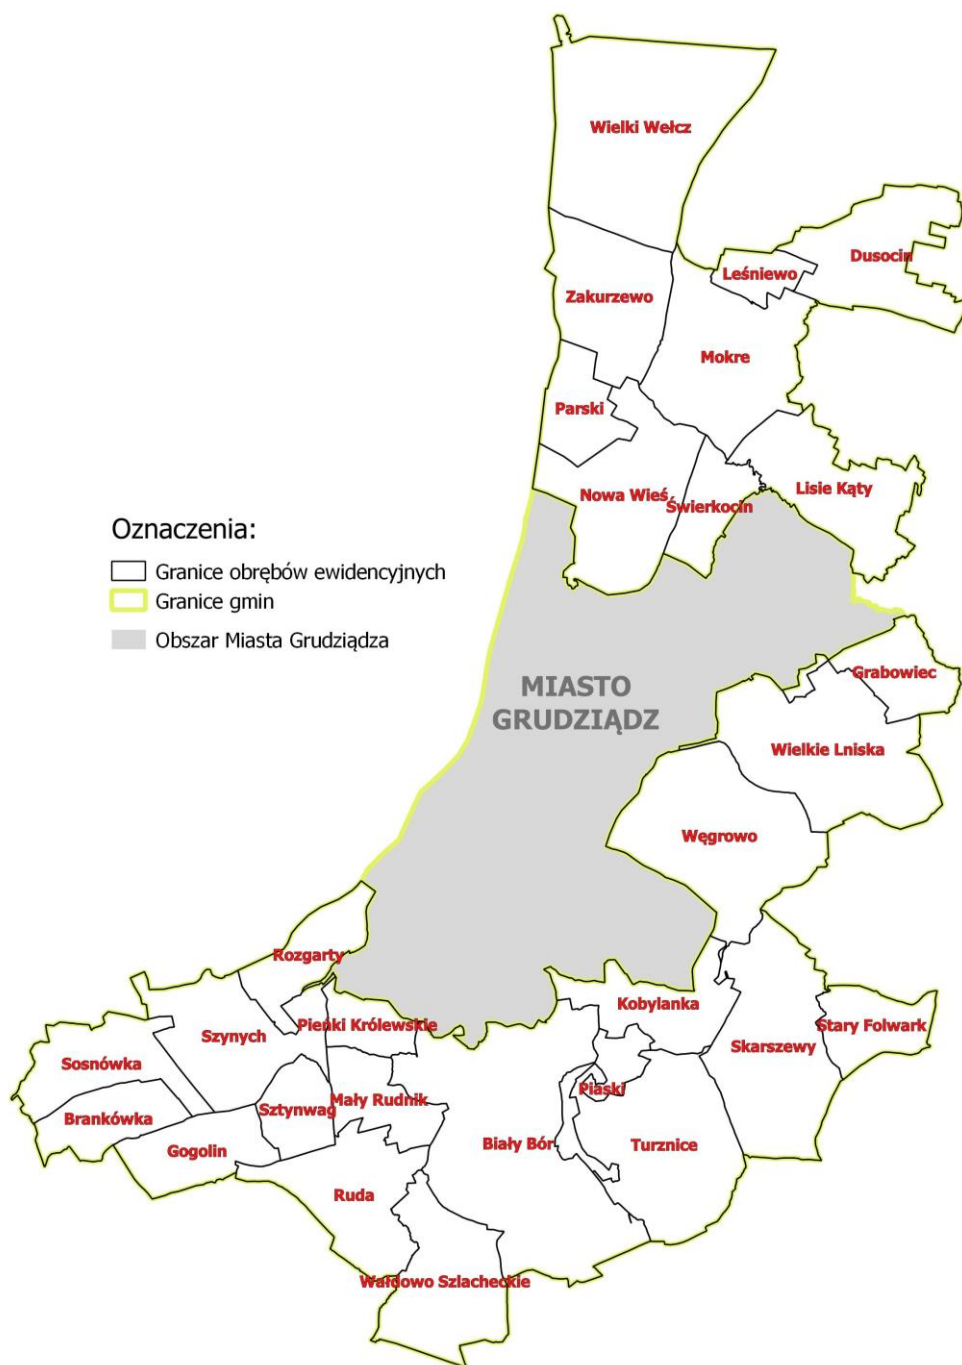 Wielki Wełcz
Dusocin
Leśniewo
Zakurzewo
Mokre
Parski
Lisie Kąty
Nowa Wieś
Świerkocin
Oznaczenia:
Granice obrębów ewidencyjnych
Granice gmin
Obszar Miasta Grudziądza
MIASTO
GRUDZIĄDZ
Grabowiec
Wielkie Lniska
Węgrowo
Rozgarty
Kobylanka
Pieńki Królewskie
Stary Folwark
Szynych
Skarszewy
Sosnówka
Piaski
Mały Rudnik
Sztynwag
Brankówka
Biały Bór
Turznice
Gogolin
Ruda
Wałdowo Szlacheckie